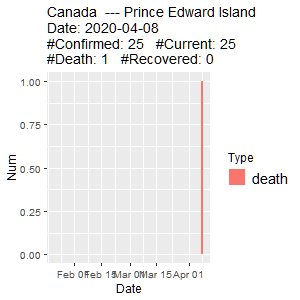 Canada --- Prince Edward Island
Date: 2020-04-08
#Confirmed: 25 #Current: 25
#Death: 1 #Recovered: 0
1.00
0.75
0.50
0.25
0.00
Num
Feb 01 Feb 15 Mar 01 Mar 15 Apr 01
Date
Type
death